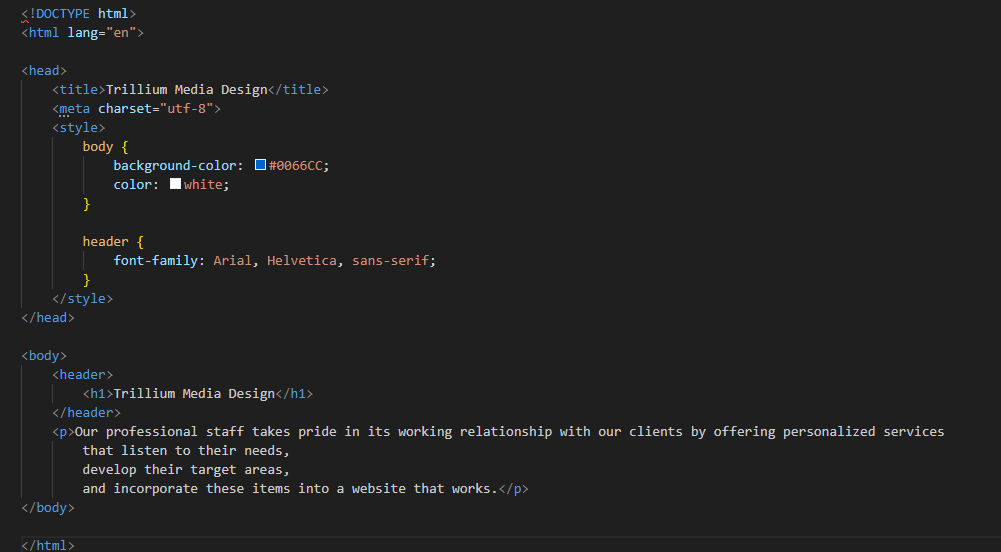 <!DOCTYPE html>
<html lang="en">
<head>
<title>Trillium Media Design</title>
<meta charset="utf-8">
<style>
body {
background-color: #0066CC;
color: white;
}
header {
font-family: Arial, Helvetica, sans-serif;
}
</style>
</head>
<body>
<header>
<h1>Trillium Media Design</h1>
</header>
<p>Our professional staff takes pride in its working relationship with our clients by offering personalized services
that listen to their needs,
develop their target areas,
and incorporate these items into a website that works.</p>
</body>
</html>